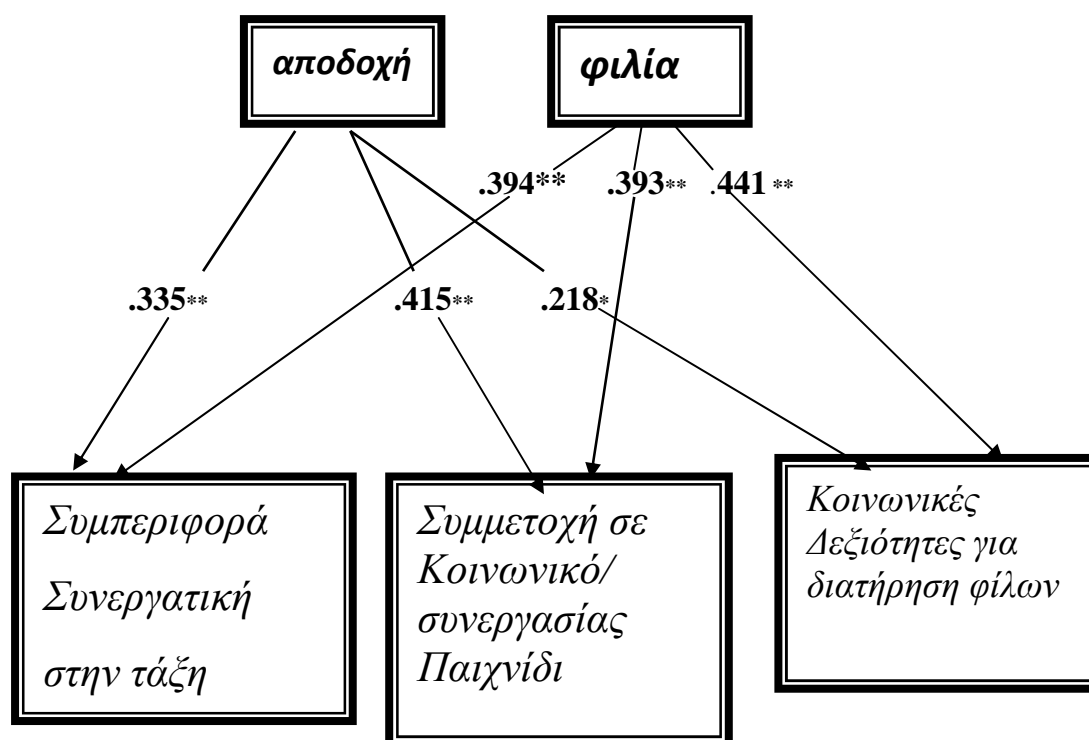 αποδοχή
φιλία
.394**
.393**
.441 **
.335**
.415**
.218*
Συμπεριφορά
Συνεργατική
στην τάξη
Συμμετοχή σε
Κοινωνικό/
συνεργασίας
Παιχνίδι
Κοινωνικές
Δεξιότητες για
διατήρηση φίλων